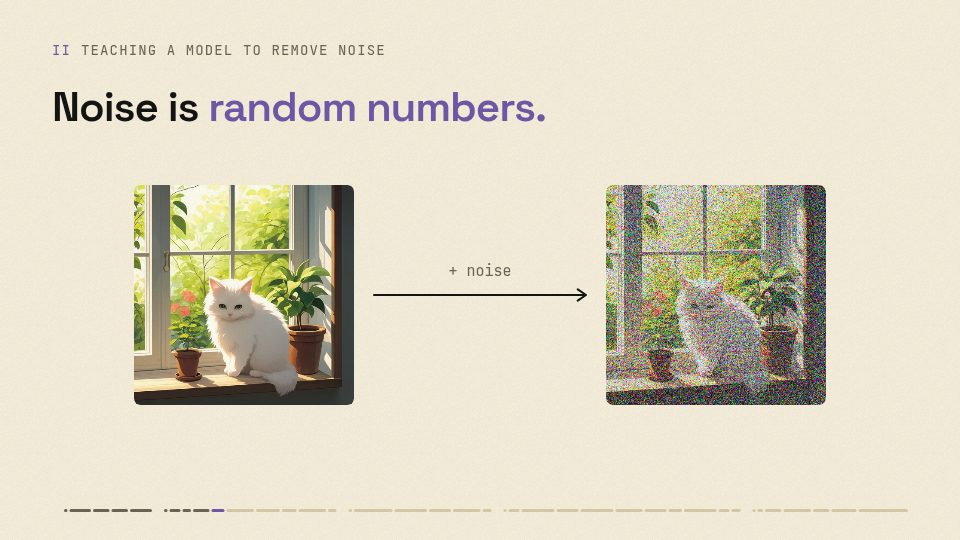 II TEACHING A MODEL TO REMOVE NOISE
Noise is random numbers.
+ noise